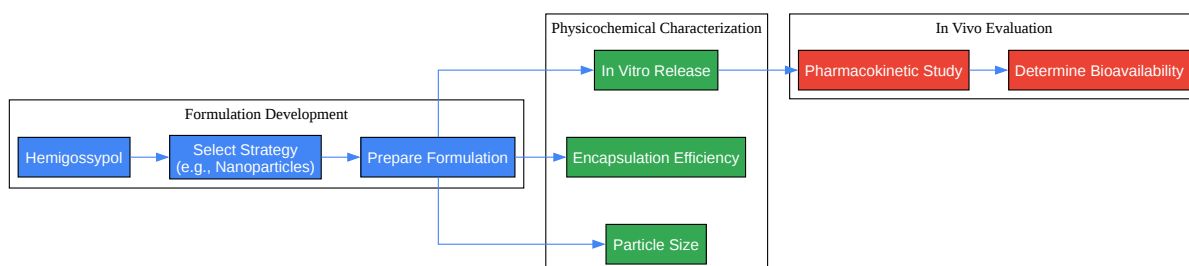 Formulation Development
Hemigossypol
Select Strategy
(e.g., Nanoparticles)
Prepare Formulation
Physicochemical Characterization
In Vitro Release
Encapsulation Efficiency
Particle Size
In Vivo Evaluation
Pharmacokinetic Study
Determine Bioavailability